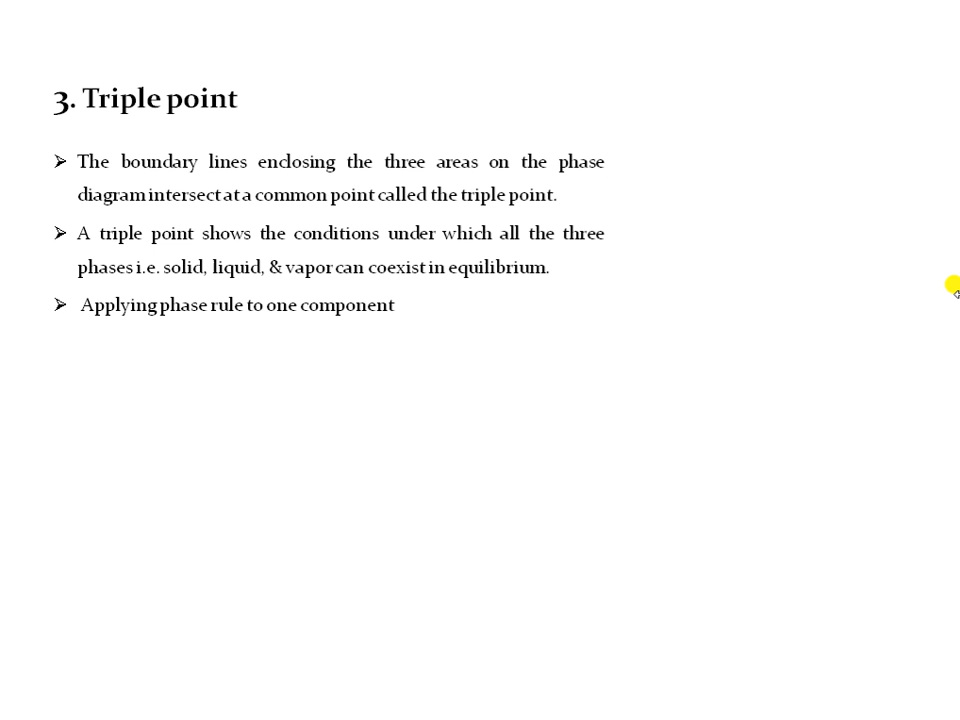 3. Triple point
➢ The boundary lines enclosing the three areas on the phase
diagram intersect at a common point called the triple point.
➢ A triple point shows the conditions under which all the three
phases i.e. solid, liquid, & vapor can coexist in equilibrium.
➢ Applying phase rule to one component